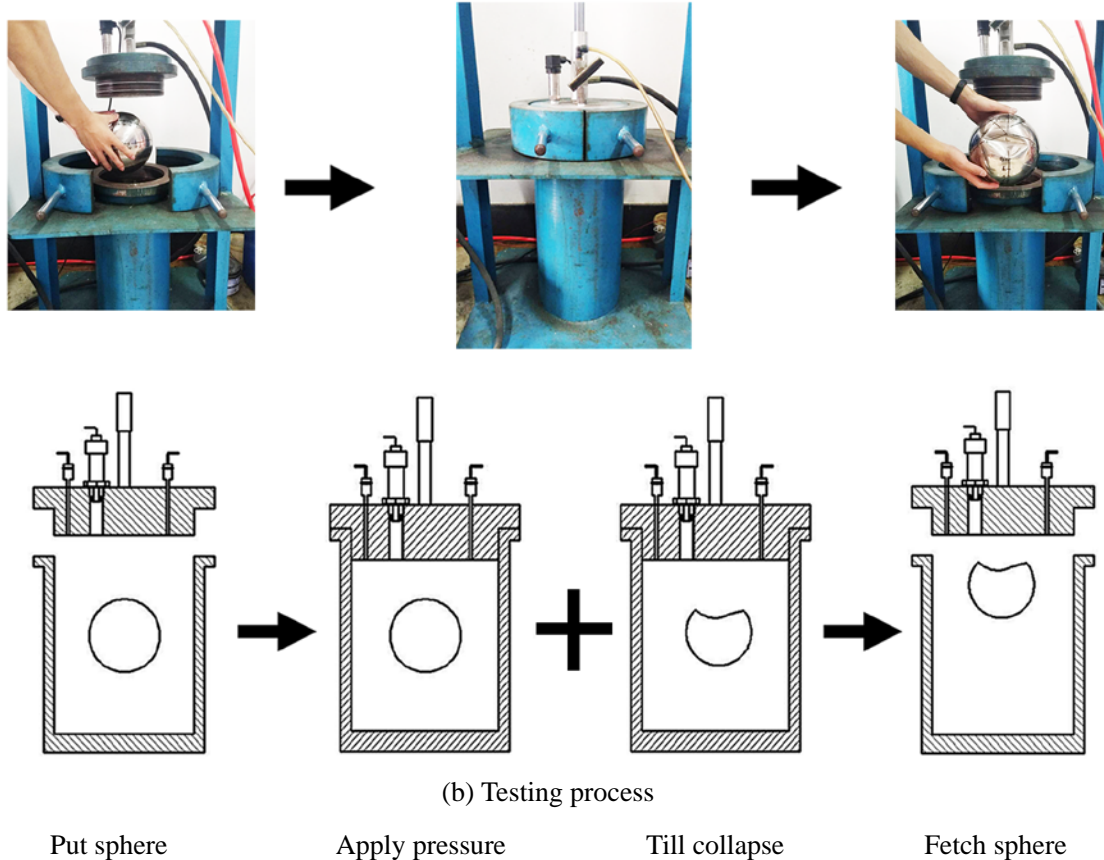 (b) Testing process
Put sphere Apply pressure Till collapse Fetch sphere